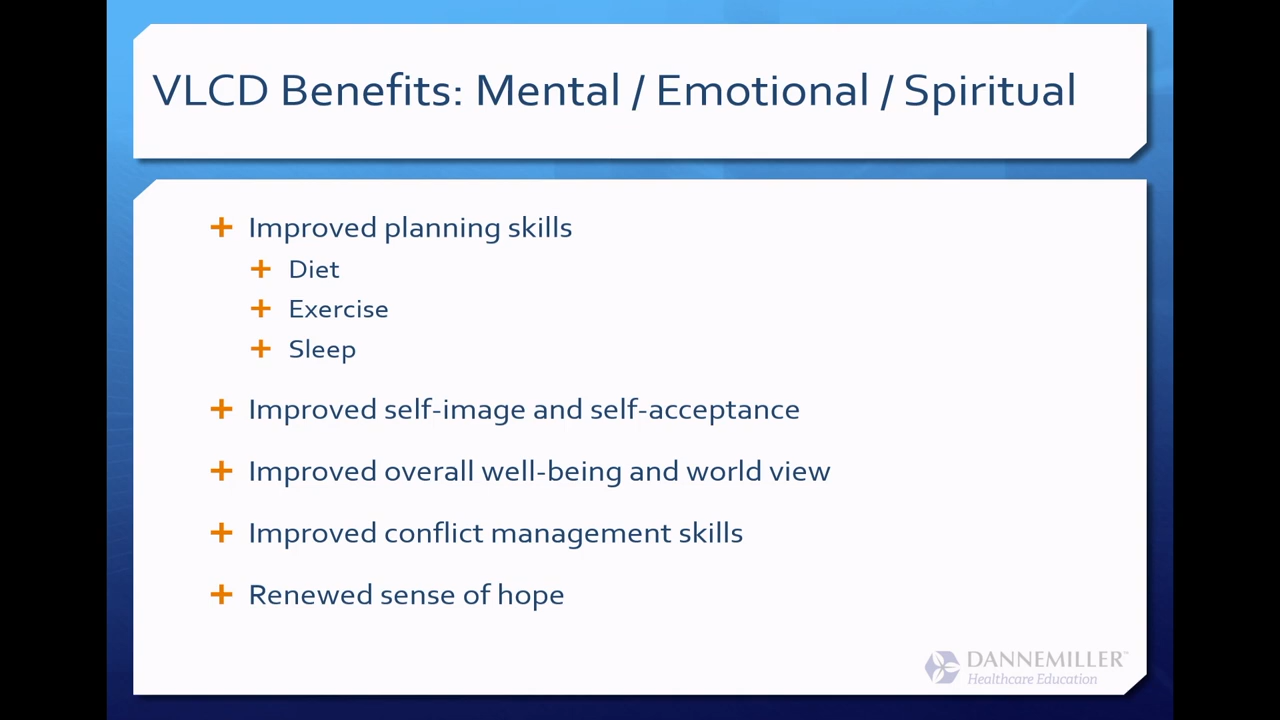 VLCD Benefits: Mental / Emotional / Spiritual
Improved planning skills
Diet
Exercise
Sleep
Improved self-image and self-acceptance
Improved overall well-being and world view
Improved conflict management skills
Renewed sense of hope
DANNEMILLER™
Healthcare Education